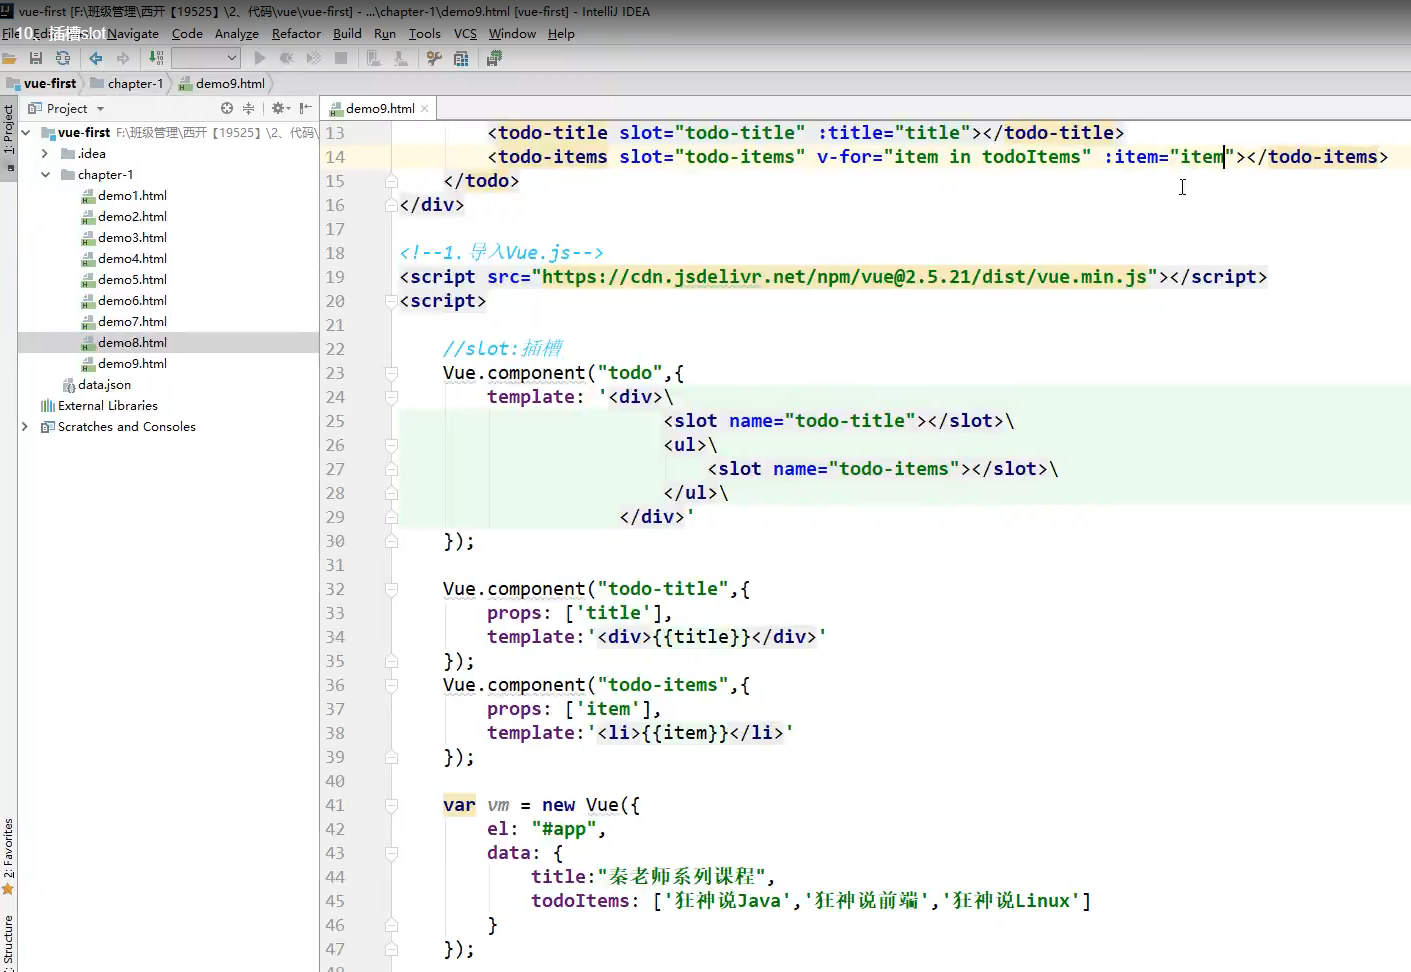 vue-first [F:\班级管理\西开【19525】\2、代码\vue\vue-first] - ...\chapter-1\demo9.html [vue-first] - IntelliJ IDEA
10、插槽slot
Navigate Code Analyze Refactor Build Run Tools VCS Window Help
vue-first chapter-1 demo9.html
Project
demo9.html
1: Project
vue-first F:\班级管理\西开【19525】\2、代码\
.idea
chapter-1
demo1.html
demo2.html
demo3.html
demo4.html
demo5.html
demo6.html
demo7.html
demo8.html
demo9.html
data.json
External Libraries
Scratches and Consoles
2: Favorites
Structure
13 <todo-title slot="todo-title" :title="title"></todo-title>
14 <todo-items slot="todo-items" v-for="item in todoItems" :item="item"></todo-items>
15 </todo>
16 </div>
17
18 <!--1.导入Vue.js-->
19 <script src="https://cdn.jsdelivr.net/npm/vue@2.5.21/dist/vue.min.js"></script>
20 <script>
21
22 //slot:插槽
23 Vue.component("todo",{
24 template: '<div>\
25 <slot name="todo-title"></slot>\
26 <ul>\
27 <slot name="todo-items"></slot>\
28 </ul>\
29 </div>'
30 });
31
32 Vue.component("todo-title",{
33 props: ['title'],
34 template:'<div>{{title}}</div>'
35 });
36 Vue.component("todo-items",{
37 props: ['item'],
38 template:'<li>{{item}}</li>'
39 });
40
41 var vm = new Vue({
42 el: "#app",
43 data: {
44 title:"秦老师系列课程",
45 todoItems: ['狂神说Java','狂神说前端','狂神说Linux']
46 }
47 });